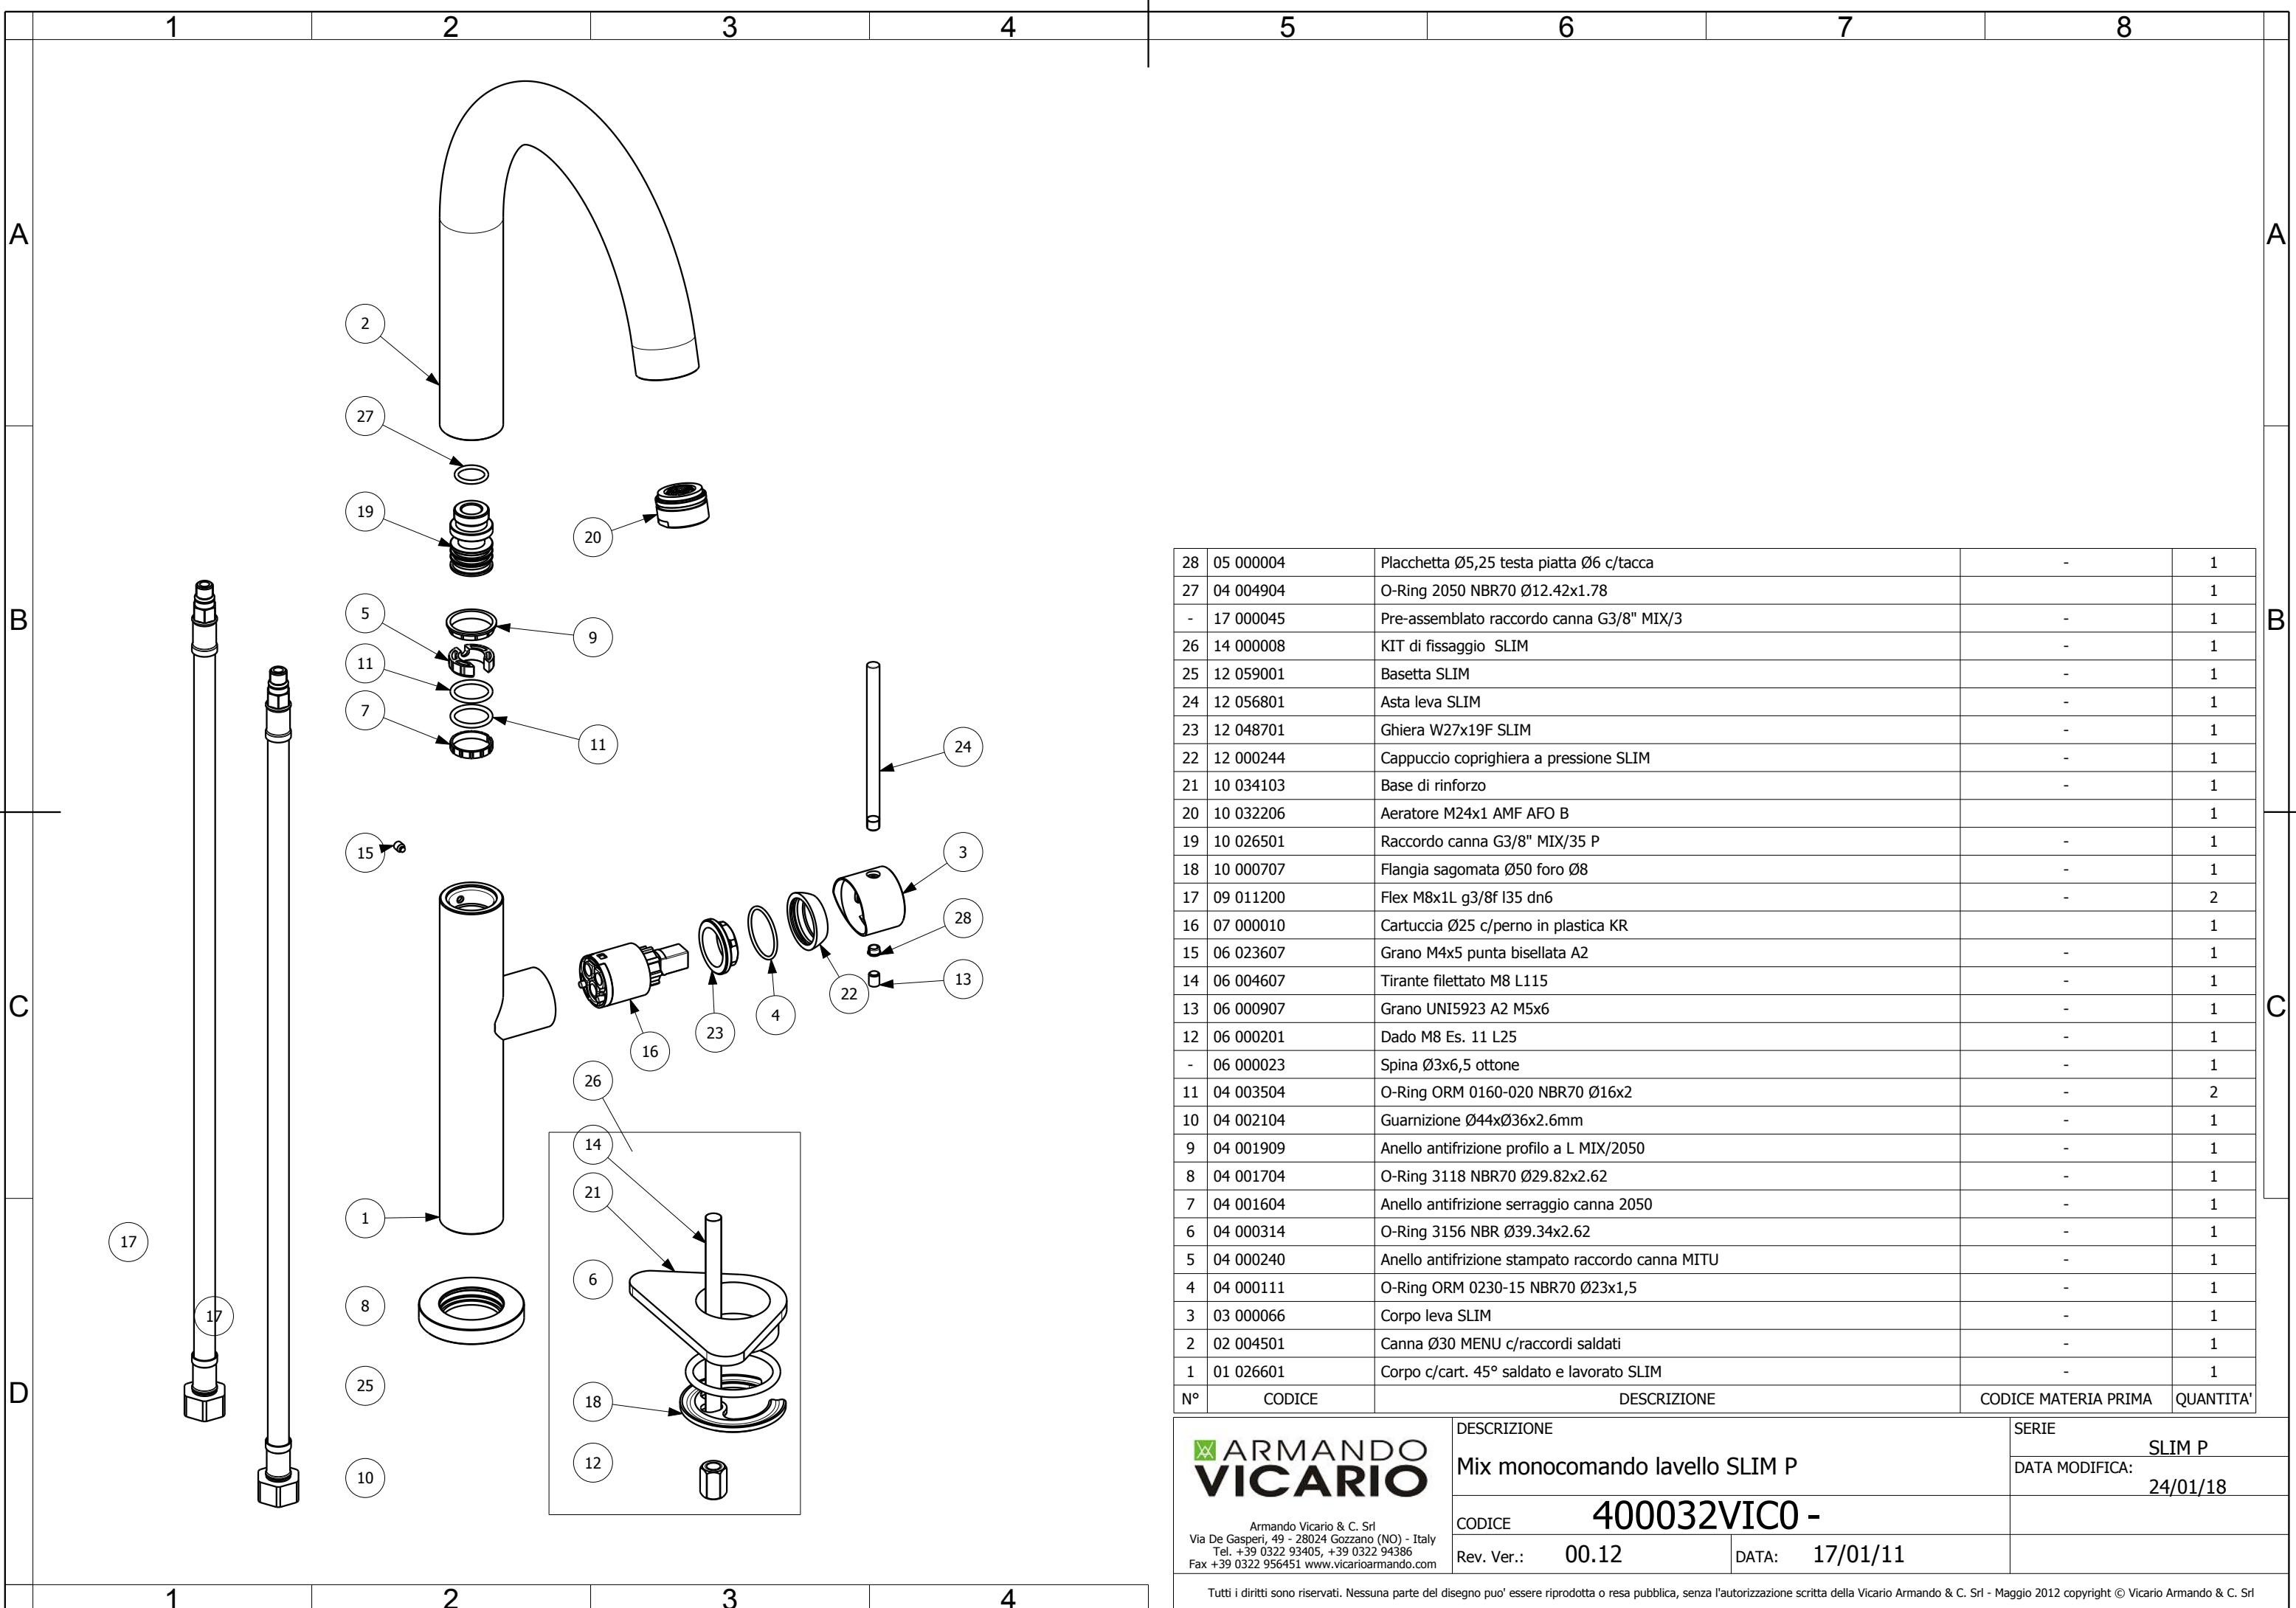 1 2 3 4 5 6 7 8
A A
B B
C C
D
2
27
19
20
5
9
11
7
11
24
15
3
28
13
22
4
23
16
26
14
21
1
17
6
8
17
25
18
12
10
28 05 000004 Placchetta Ø5,25 testa piatta Ø6 c/tacca - 1
27 04 004904 O-Ring 2050 NBR70 Ø12.42x1.78 1
- 17 000045 Pre-assemblato raccordo canna G3/8" MIX/3 - 1
26 14 000008 KIT di fissaggio SLIM - 1
25 12 059001 Basetta SLIM - 1
24 12 056801 Asta leva SLIM - 1
23 12 048701 Ghiera W27x19F SLIM - 1
22 12 000244 Cappuccio coprighiera a pressione SLIM - 1
21 10 034103 Base di rinforzo - 1
20 10 032206 Aeratore M24x1 AMF AFO B 1
19 10 026501 Raccordo canna G3/8" MIX/35 P - 1
18 10 000707 Flangia sagomata Ø50 foro Ø8 - 1
17 09 011200 Flex M8x1L g3/8f l35 dn6 - 2
16 07 000010 Cartuccia Ø25 c/perno in plastica KR 1
15 06 023607 Grano M4x5 punta bisellata A2 - 1
14 06 004607 Tirante filettato M8 L115 - 1
13 06 000907 Grano UNI5923 A2 M5x6 - 1
12 06 000201 Dado M8 Es. 11 L25 - 1
- 06 000023 Spina Ø3x6,5 ottone - 1
11 04 003504 O-Ring ORM 0160-020 NBR70 Ø16x2 - 2
10 04 002104 Guarnizione Ø44xØ36x2.6mm - 1
9 04 001909 Anello antifrizione profilo a L MIX/2050 - 1
8 04 001704 O-Ring 3118 NBR70 Ø29.82x2.62 - 1
7 04 001604 Anello antifrizione serraggio canna 2050 - 1
6 04 000314 O-Ring 3156 NBR Ø39.34x2.62 - 1
5 04 000240 Anello antifrizione stampato raccordo canna MITU - 1
4 04 000111 O-Ring ORM 0230-15 NBR70 Ø23x1,5 - 1
3 03 000066 Corpo leva SLIM - 1
2 02 004501 Canna Ø30 MENU c/raccordi saldati - 1
1 01 026601 Corpo c/cart. 45° saldato e lavorato SLIM - 1
N° CODICE DESCRIZIONE CODICE MATERIA PRIMA QUANTITA'
ARMANDO
VICARIO
Armando Vicario & C. Srl
Via De Gasperi, 49 - 28024 Gozzano (NO) - Italy
Tel. +39 0322 93405, +39 0322 94386
Fax +39 0322 956451 www.vicarioarmando.com
DESCRIZIONE
Mix monocomando lavello SLIM P
SERIE
SLIM P
DATA MODIFICA:
24/01/18
CODICE 400032VIC0 -
Rev. Ver.: 00.12 DATA: 17/01/11
Tutti i diritti sono riservati. Nessuna parte del disegno puo' essere riprodotta o resa pubblica, senza l'autorizzazione scritta della Vicario Armando & C. Srl - Maggio 2012 copyright © Vicario Armando & C. Srl
1 2 3 4